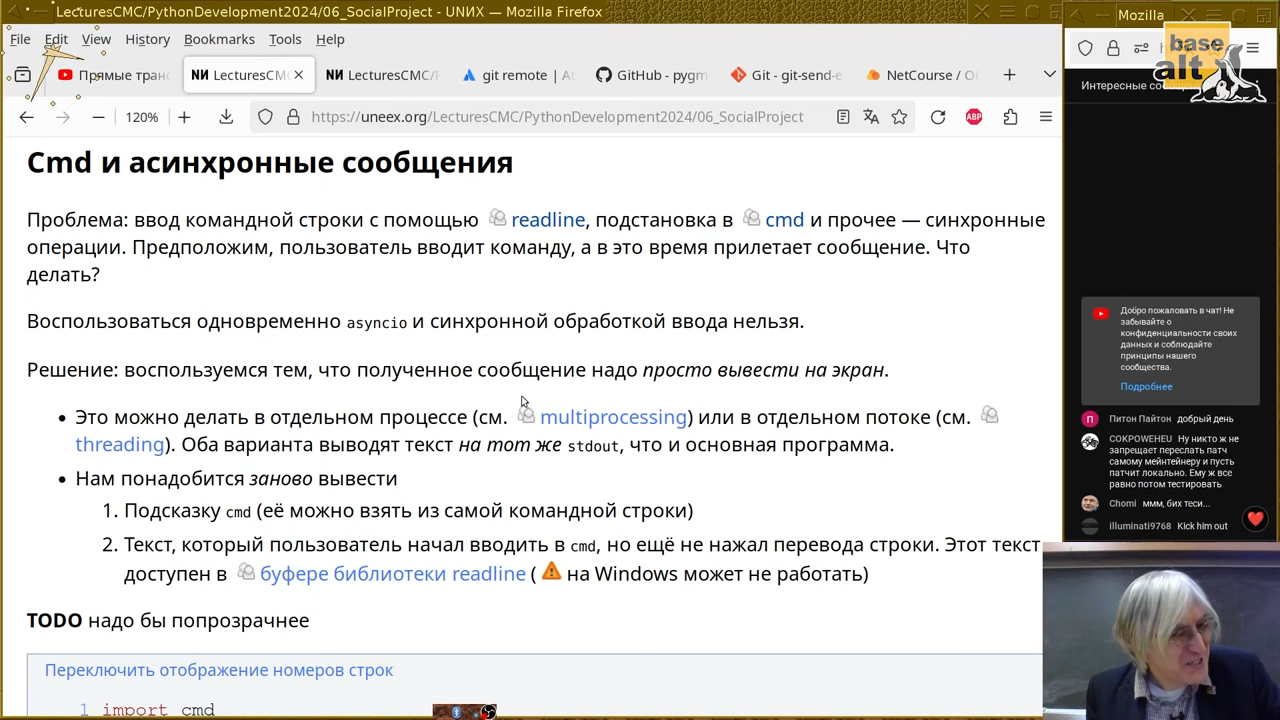 LecturesCMC/PythonDevelopment2024/06_SocialProject - UNИX — Mozilla Firefox
Mozilla
File Edit View History Bookmarks Tools Help
Прямые тран
LecturesCMC
LecturesCMC/P
git remote | A
GitHub - pygm
Git - git-send-e
NetCourse / O
120%
https://uneex.org/LecturesCMC/PythonDevelopment2024/06_SocialProject
base
alt
Интересные
Cmd и асинхронные сообщения
Проблема: ввод командной строки с помощью readline, подстановка в cmd и прочее — синхронные
операции. Предположим, пользователь вводит команду, а в это время прилетает сообщение. Что
делать?
Воспользоваться одновременно asyncio и синхронной обработкой ввода нельзя.
Решение: воспользуемся тем, что полученное сообщение надо просто вывести на экран.
• Это можно делать в отдельном процессе (см. multiprocessing) или в отдельном потоке (см.
threading). Оба варианта выводят текст на тот же stdout, что и основная программа.
• Нам понадобится заново вывести
1. Подсказку cmd (её можно взять из самой командной строки)
2. Текст, который пользователь начал вводить в cmd, но ещё не нажал перевода строки. Этот текст
доступен в буфере библиотеки readline ( на Windows может не работать)
TODO надо бы попрозрачнее
Переключить отображение номеров строк
1 import cmd
Добро пожаловать в чат! Не
забывайте о
конфиденциальности своих
данных и соблюдайте
принципы нашего
сообщества.
Подробнее
Питон Пайтон добрый день
COKPOWEHEU Ну никто ж не
запрещает переслать патч
самому мейнтейнеру и пусть
патчит локально. Ему ж все
равно потом тестировать
Chomi ммм, бих теси...
illuminati9768 Kick him out